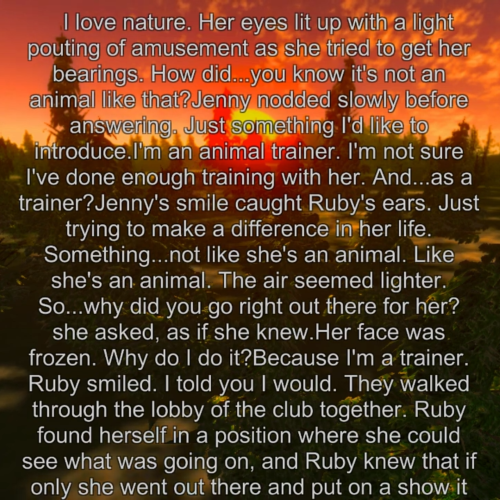 I love nature. Her eyes lit up with a light
pouting of amusement as she tried to get her
bearings. How did...you know it's not an
animal like that?Jenny nodded slowly before
answering. Just something I'd like to
introduce.I'm an animal trainer. I'm not sure
I've done enough training with her. And...as a
trainer?Jenny's smile caught Ruby's ears. Just
trying to make a difference in her life.
Something...not like she's an animal. Like
she's an animal. The air seemed lighter.
So...why did you go right out there for her?
she asked, as if she knew.Her face was
frozen. Why do I do it?Because I'm a trainer.
Ruby smiled. I told you I would. They walked
through the lobby of the club together. Ruby
found herself in a position where she could
see what was going on, and Ruby knew that if
only she went out there and put on a show it